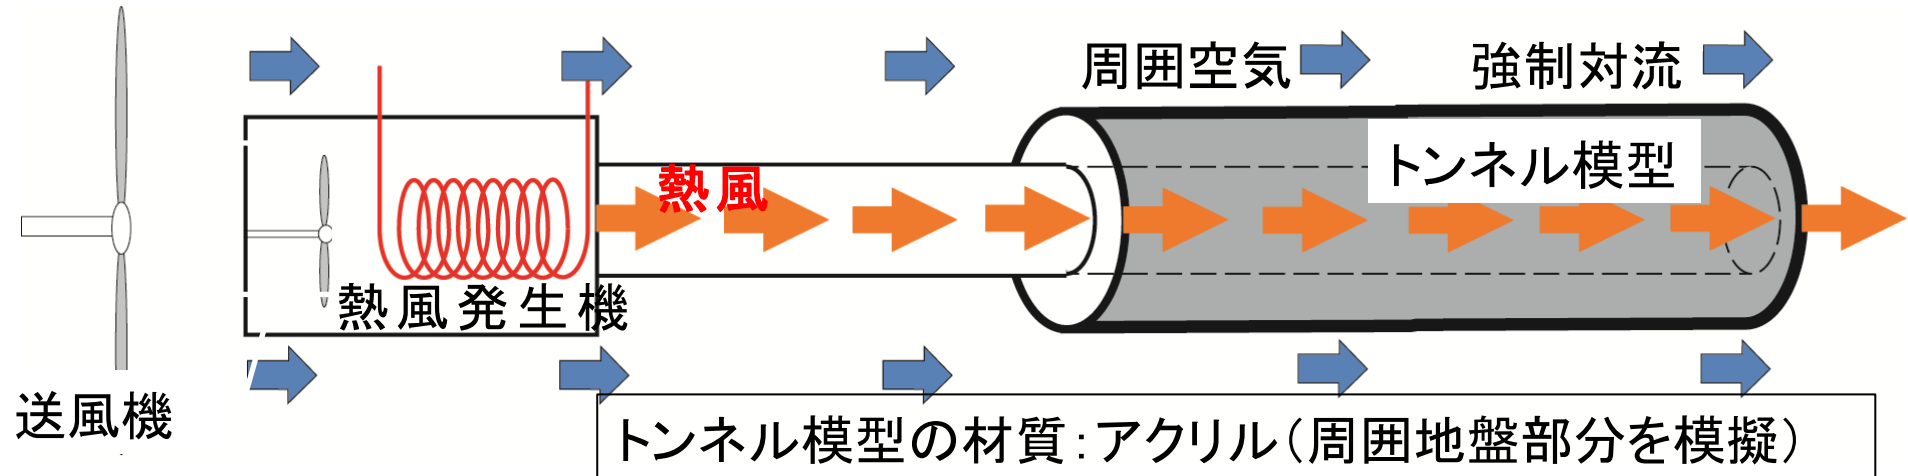 周囲空気
強制対流
トンネル模型
熱風
熱風発生機
送風機
トンネル模型の材質：アクリル（周囲地盤部分を模擬）